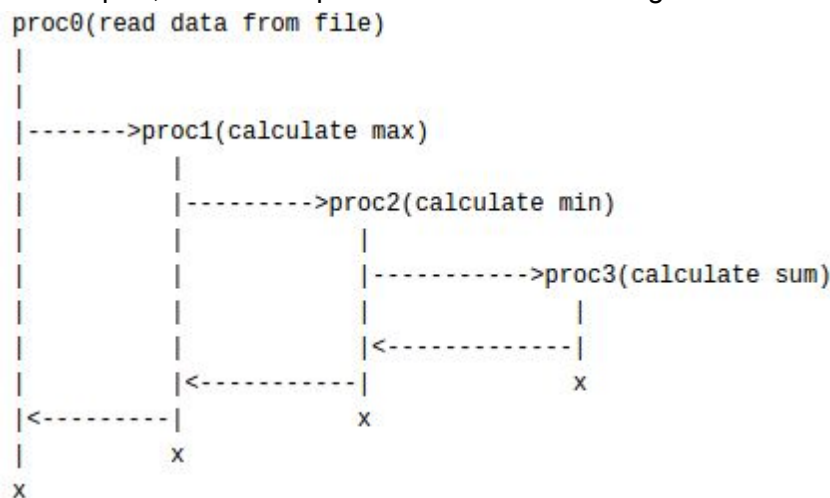 proc0(read data from file)
|
|
|------->proc1(calculate max)
|         |
|         |--------->proc2(calculate min)
|         |           |
|         |           |----------->proc3(calculate sum)
|         |           |             |
|         |           |<-------------|
|         |<-----------|             x
|<---------|           x
|         x
x